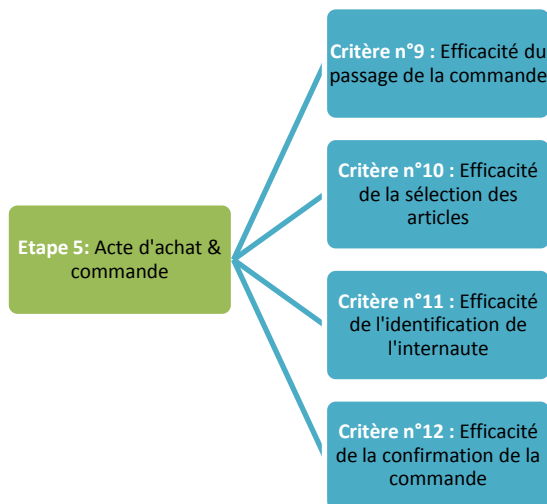 Critère n°9 : Efficacité du
passage de la commande
Critère n°10 : Efficacité
de la sélection des
articles
Etape 5: Acte d'achat &
commande
Critère n°11 : Efficacité
de l'identification de
l'internaute
Critère n°12 : Efficacité
de la confirmation de la
commande